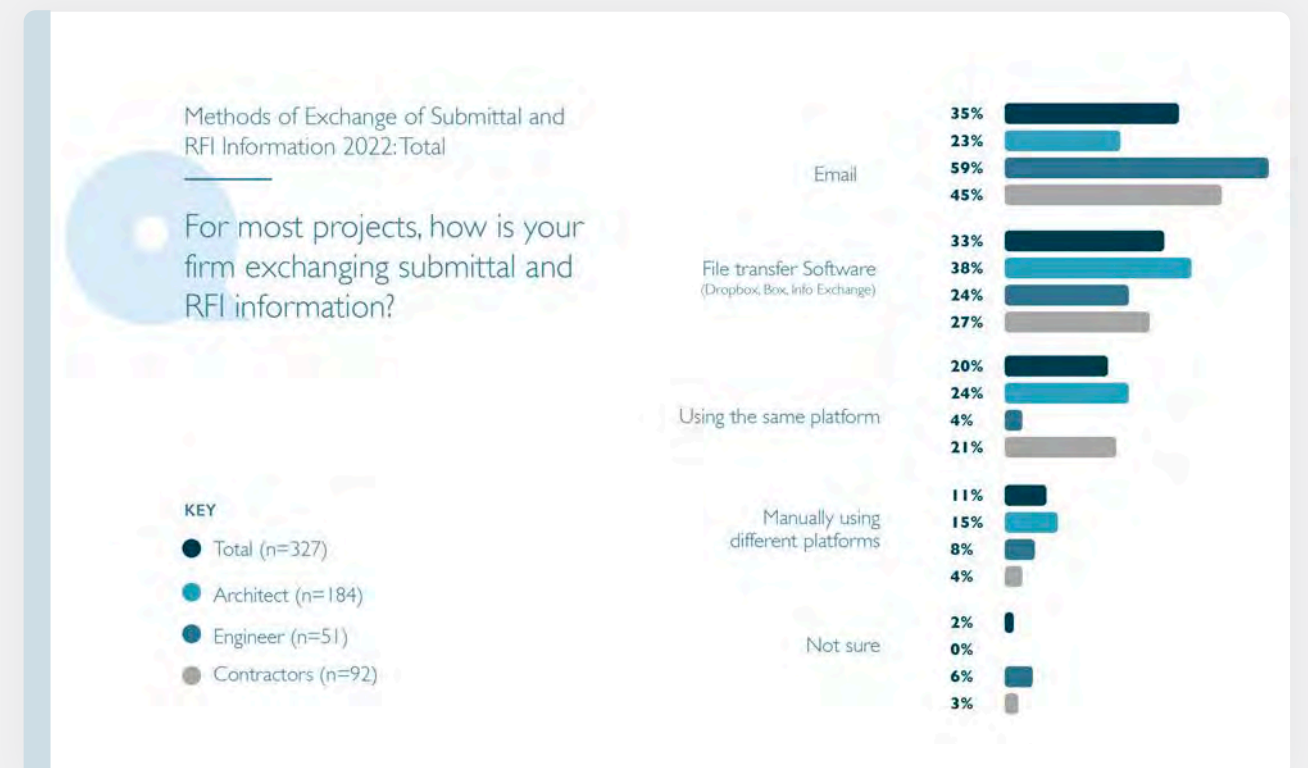 Methods of Exchange of Submittal and
RFI Information 2022: Total
For most projects, how is your
firm exchanging submittal and
RFI information?
KEY
Total (n=327)
Architect (n=184)
Engineer (n=51)
Contractors (n=92)
Email
35%
23%
59%
45%
File transfer Software
(Dropbox, Box, Info Exchange)
33%
38%
24%
27%
Using the same platform
20%
24%
4%
21%
Manually using
different platforms
11%
15%
8%
4%
Not sure
2%
0%
6%
3%